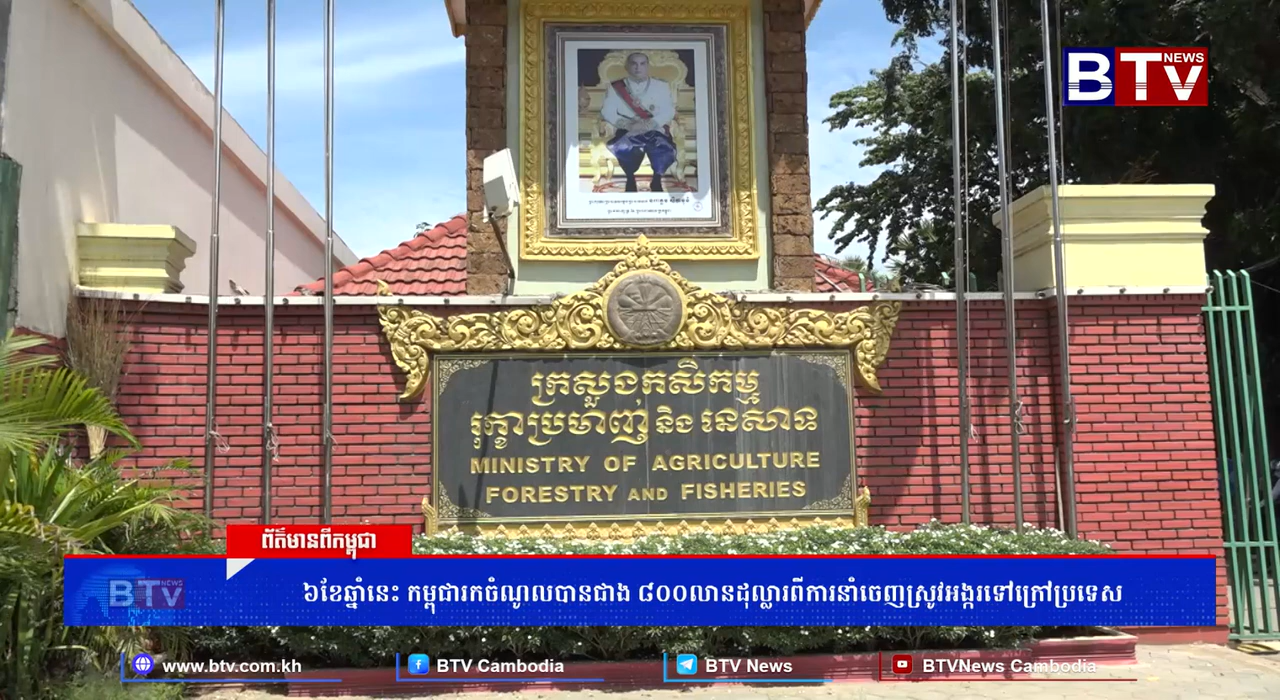 BTV NEWS
ក្រសួងកសិកម្ម
រុក្ខាប្រមាញ់ និង នេសាទ
MINISTRY OF AGRICULTURE
FORESTRY AND FISHERIES
ព័ត៌មានពីកម្ពុជា
BTV NEWS
៦ខែឆ្នាំនេះ កម្ពុជារកចំណូលបានជាង ៨០០លានដុល្លារពីការនាំចេញស្រូវអង្ករទៅក្រៅប្រទេស
www.btv.com.kh
BTV Cambodia
BTV News
BTVNews Cambodia